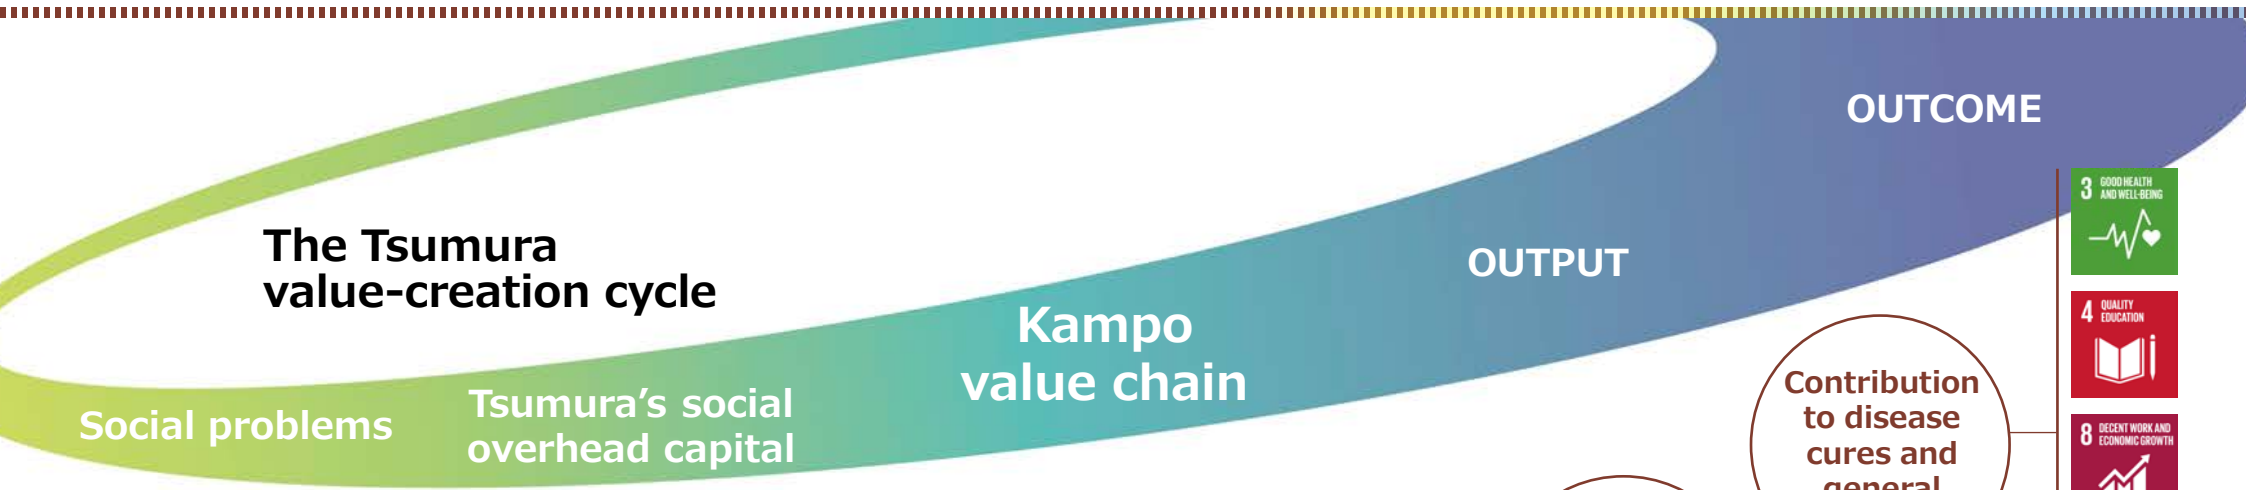 The Tsumura
value-creation cycle
Social problems
Tsumura’s social
overhead capital
Kampo
value chain
OUTPUT
OUTCOME
Contribution
to disease
cures and
general
3 GOOD HEALTH
AND WELL-BEING
4 QUALITY
EDUCATION
8 DECENT WORK AND
ECONOMIC GROWTH